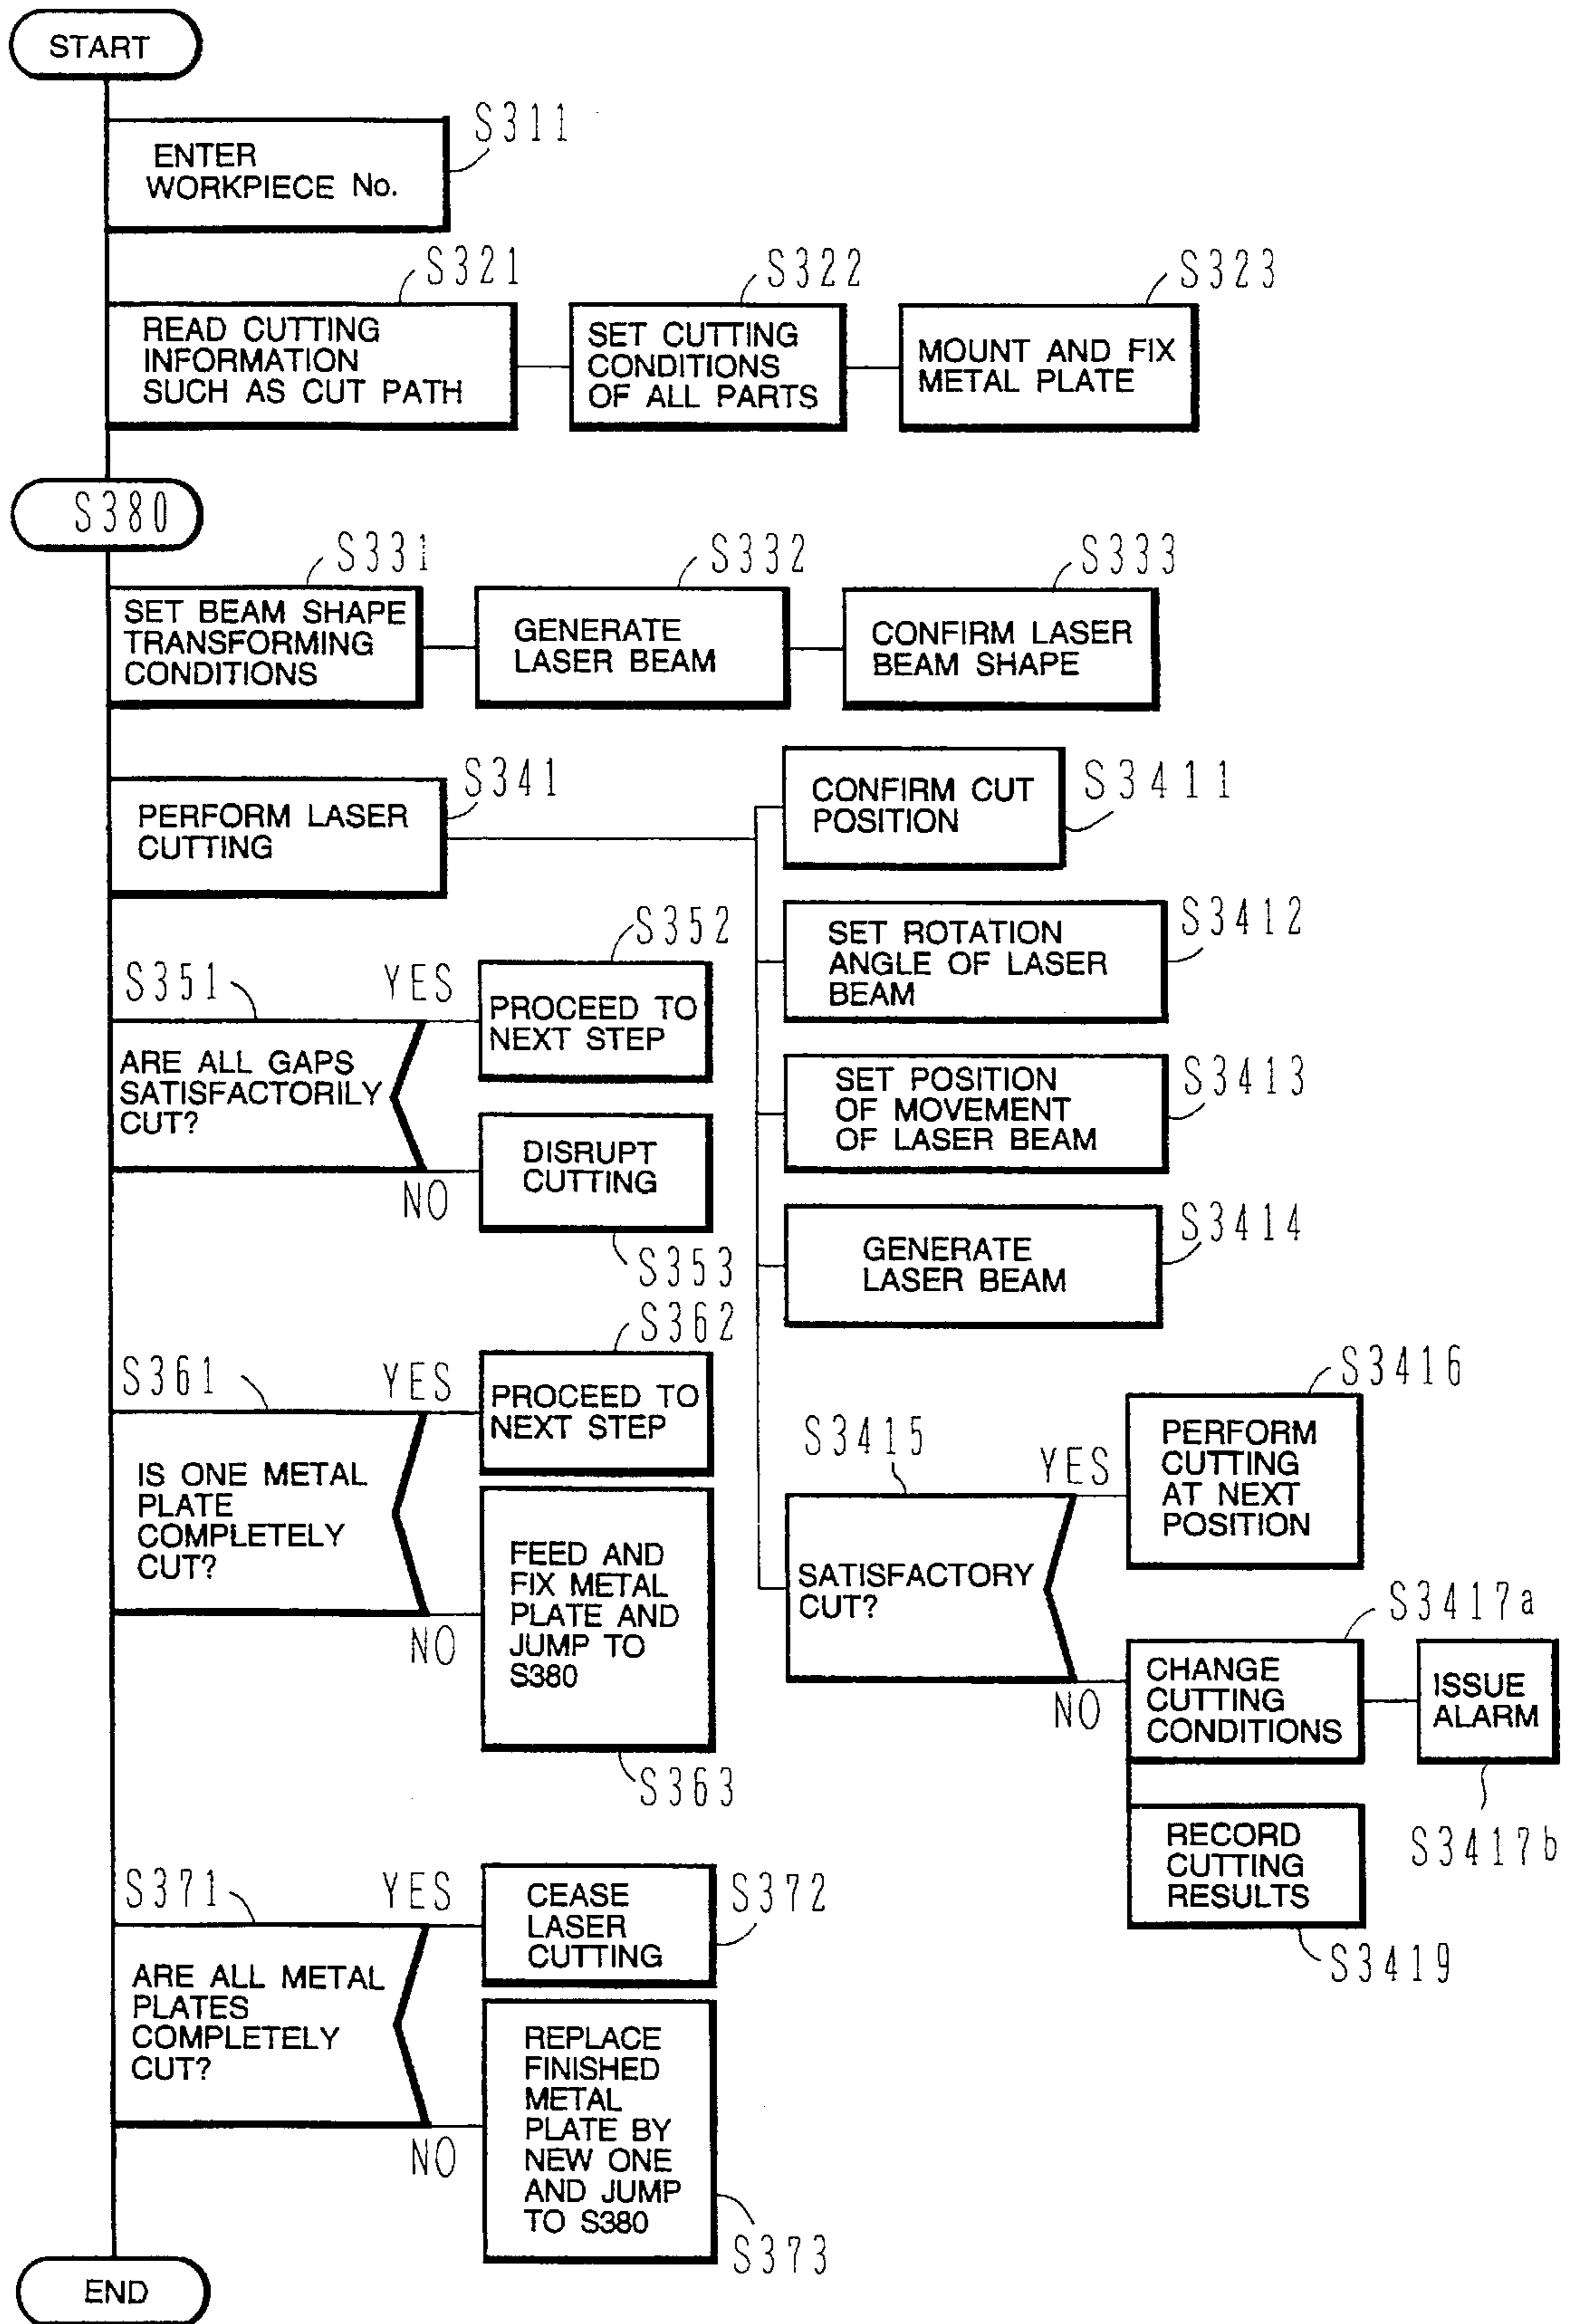 START
S311
ENTER
WORKPIECE No.
S321
READ CUTTING
INFORMATION
SUCH AS CUT PATH
S322
SET CUTTING
CONDITIONS
OF ALL PARTS
S323
MOUNT AND FIX
METAL PLATE
S380
S331
SET BEAM SHAPE
TRANSFORMING
CONDITIONS
S332
GENERATE
LASER BEAM
S333
CONFIRM LASER
BEAM SHAPE
S341
PERFORM LASER
CUTTING
CONFIRM CUT
POSITION
S3411
SET ROTATION
ANGLE OF LASER
BEAM
S3412
SET POSITION
OF MOVEMENT
OF LASER BEAM
S3413
GENERATE
LASER BEAM
S3414
S3415
SATISFACTORY
CUT?
YES
S3416
PERFORM
CUTTING
AT NEXT
POSITION
NO
S3417a
CHANGE
CUTTING
CONDITIONS
ISSUE
ALARM
S3417b
RECORD
CUTTING
RESULTS
S3419
S351
ARE ALL GAPS
SATISFACTORILY
CUT?
YES
S352
PROCEED TO
NEXT STEP
NO
DISRUPT
CUTTING
S353
S361
IS ONE METAL
PLATE
COMPLETELY
CUT?
YES
S362
PROCEED TO
NEXT STEP
NO
FEED AND
FIX METAL
PLATE AND
JUMP TO
S380
S363
S371
ARE ALL METAL
PLATES
COMPLETELY
CUT?
YES
CEASE
LASER
CUTTING
S372
NO
REPLACE
FINISHED
METAL
PLATE BY
NEW ONE
AND JUMP
TO S380
S373
END